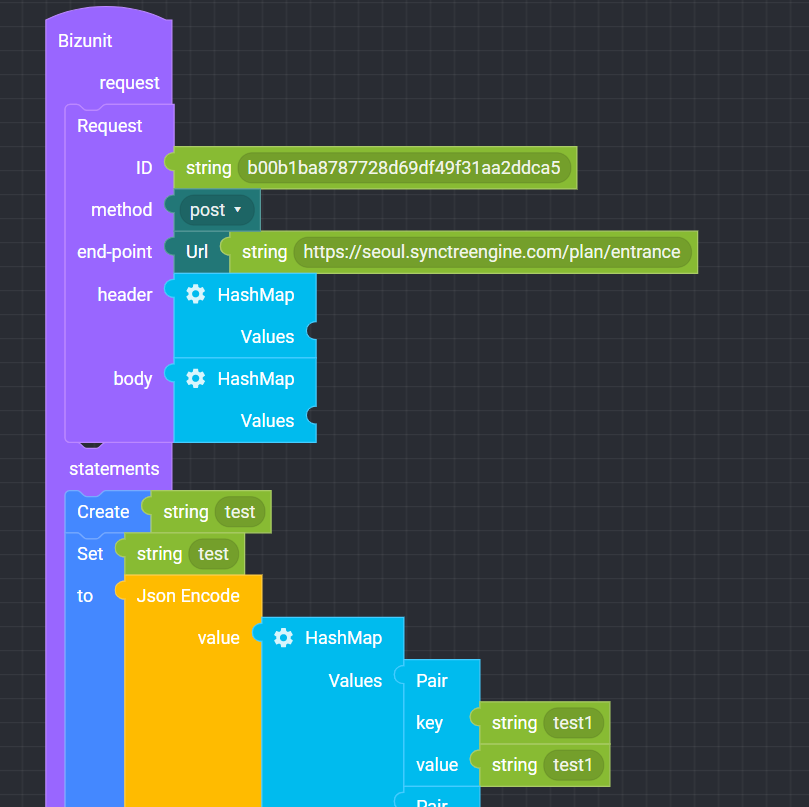 Bizunit
request
Request
ID string b00b1ba8787728d69df49f31aa2ddca5
method post
end-point Url string https://seoul.synctreengine.com/plan/entrance
header HashMap
Values
body HashMap
Values
statements
Create string test
Set string test
to Json Encode
value HashMap
Values Pair
key string test1
value string test1
Pair